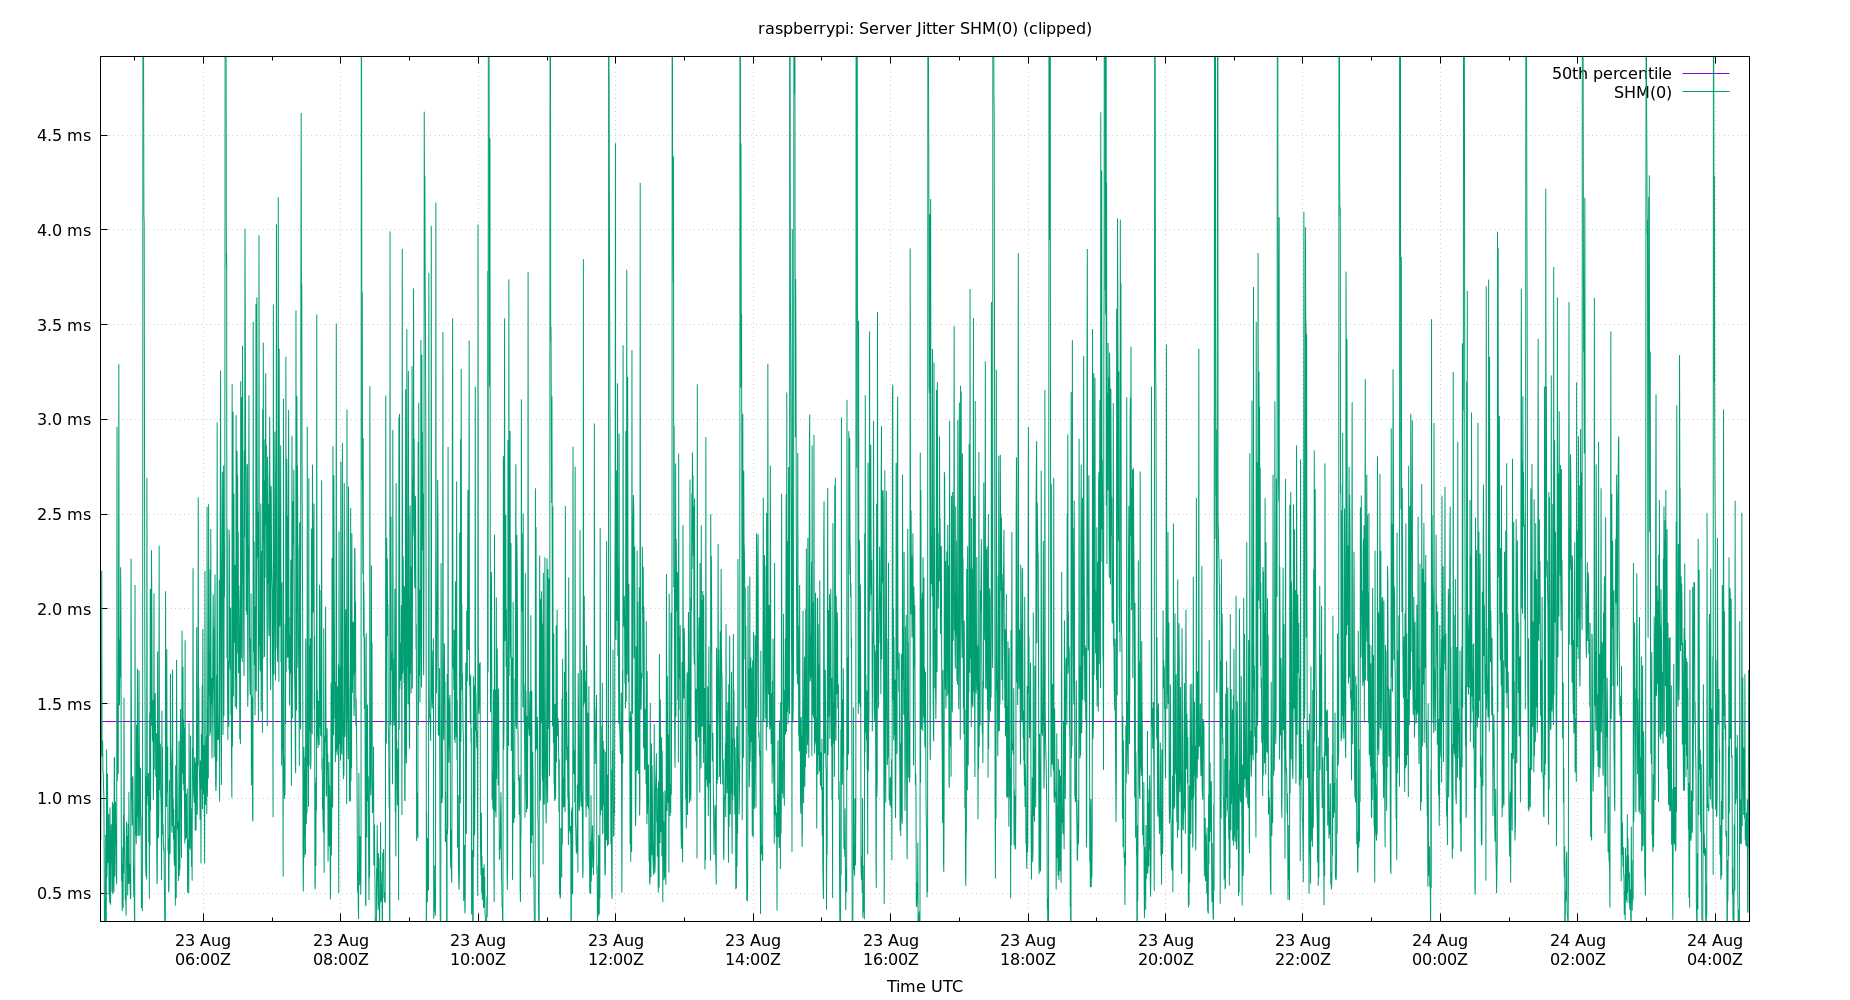 raspberrypi: Server Jitter SHM(0) (clipped)
50th percentile
SHM(0)
4.5 ms
4.0 ms
3.5 ms
3.0 ms
2.5 ms
2.0 ms
1.5 ms
1.0 ms
0.5 ms
23 Aug 23 Aug 23 Aug 23 Aug 23 Aug 23 Aug 23 Aug 23 Aug 23 Aug 24 Aug 24 Aug 24 Aug
06:00Z 08:00Z 10:00Z 12:00Z 14:00Z 16:00Z 18:00Z 20:00Z 22:00Z 00:00Z 02:00Z 04:00Z
Time UTC